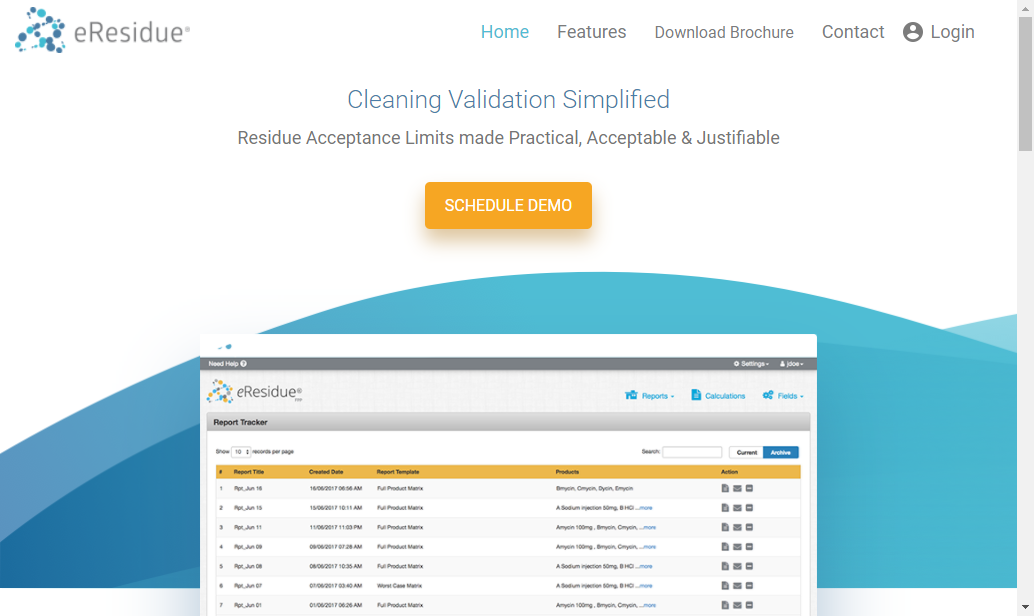 eResidue®
Home Features Download Brochure Contact Login
Cleaning Validation Simplified
Residue Acceptance Limits made Practical, Acceptable & Justifiable
SCHEDULE DEMO
Need Help ? Settings jdoe
eResidue®
Reports Calculations Fields
Report Tracker
Show 10 records per page Search: Current Archive
# Report Title Created Date Report Template Products Action
1 Rpt_Jun 16 16/06/2017 06:56 AM Full Product Matrix Bmycin, Cmycin, Dycin, Emycin
2 Rpt_Jun 15 15/06/2017 10:11 AM Full Product Matrix A Sodium injection 50mg, B HCl ...more
3 Rpt_Jun 11 11/06/2017 11:03 PM Full Product Matrix Amycin 100mg , Bmycin, Cmycin, ...more
4 Rpt_Jun 09 09/06/2017 07:28 AM Full Product Matrix Amycin 100mg , Bmycin, Cmycin, ...more
5 Rpt_Jun 08 08/06/2017 10:35 AM Full Product Matrix A Sodium injection 50mg, B HCl ...more
6 Rpt_Jun 07 07/06/2017 03:40 AM Worst Case Matrix A Sodium injection 50mg, B HCl ...more
7 Rpt_Jun 01 01/06/2017 06:26 AM Full Product Matrix Amycin 100mg , Bmycin, Cmycin, ...more